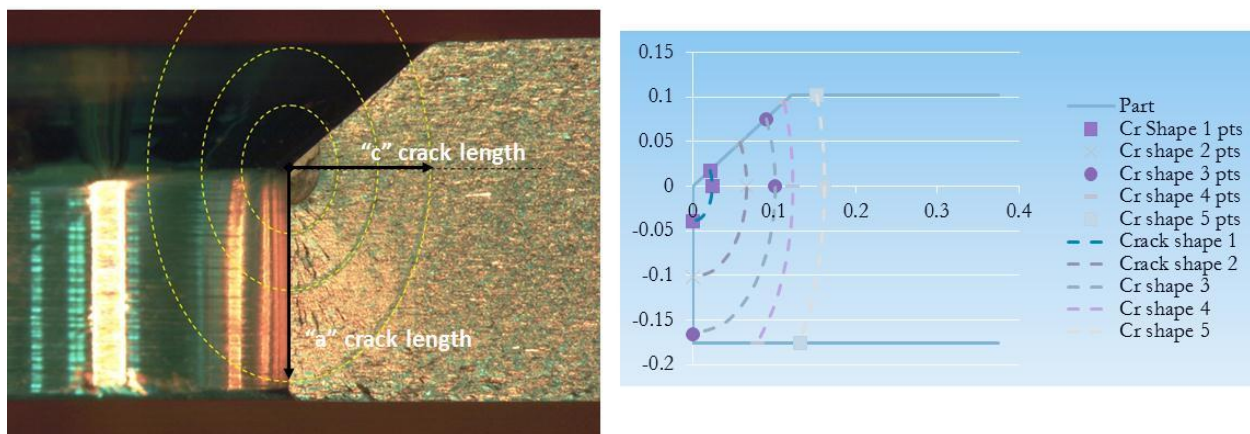 “c” crack length
“a” crack length
0.15
0.1
0.05
0
-0.05
-0.1
-0.15
-0.2
0
0.1
0.2
0.3
0.4
Part
Cr Shape 1 pts
Cr shape 2 pts
Cr shape 3 pts
Cr shape 4 pts
Cr shape 5 pts
Crack shape 1
Crack shape 2
Cr shape 3
Cr shape 4
Cr shape 5